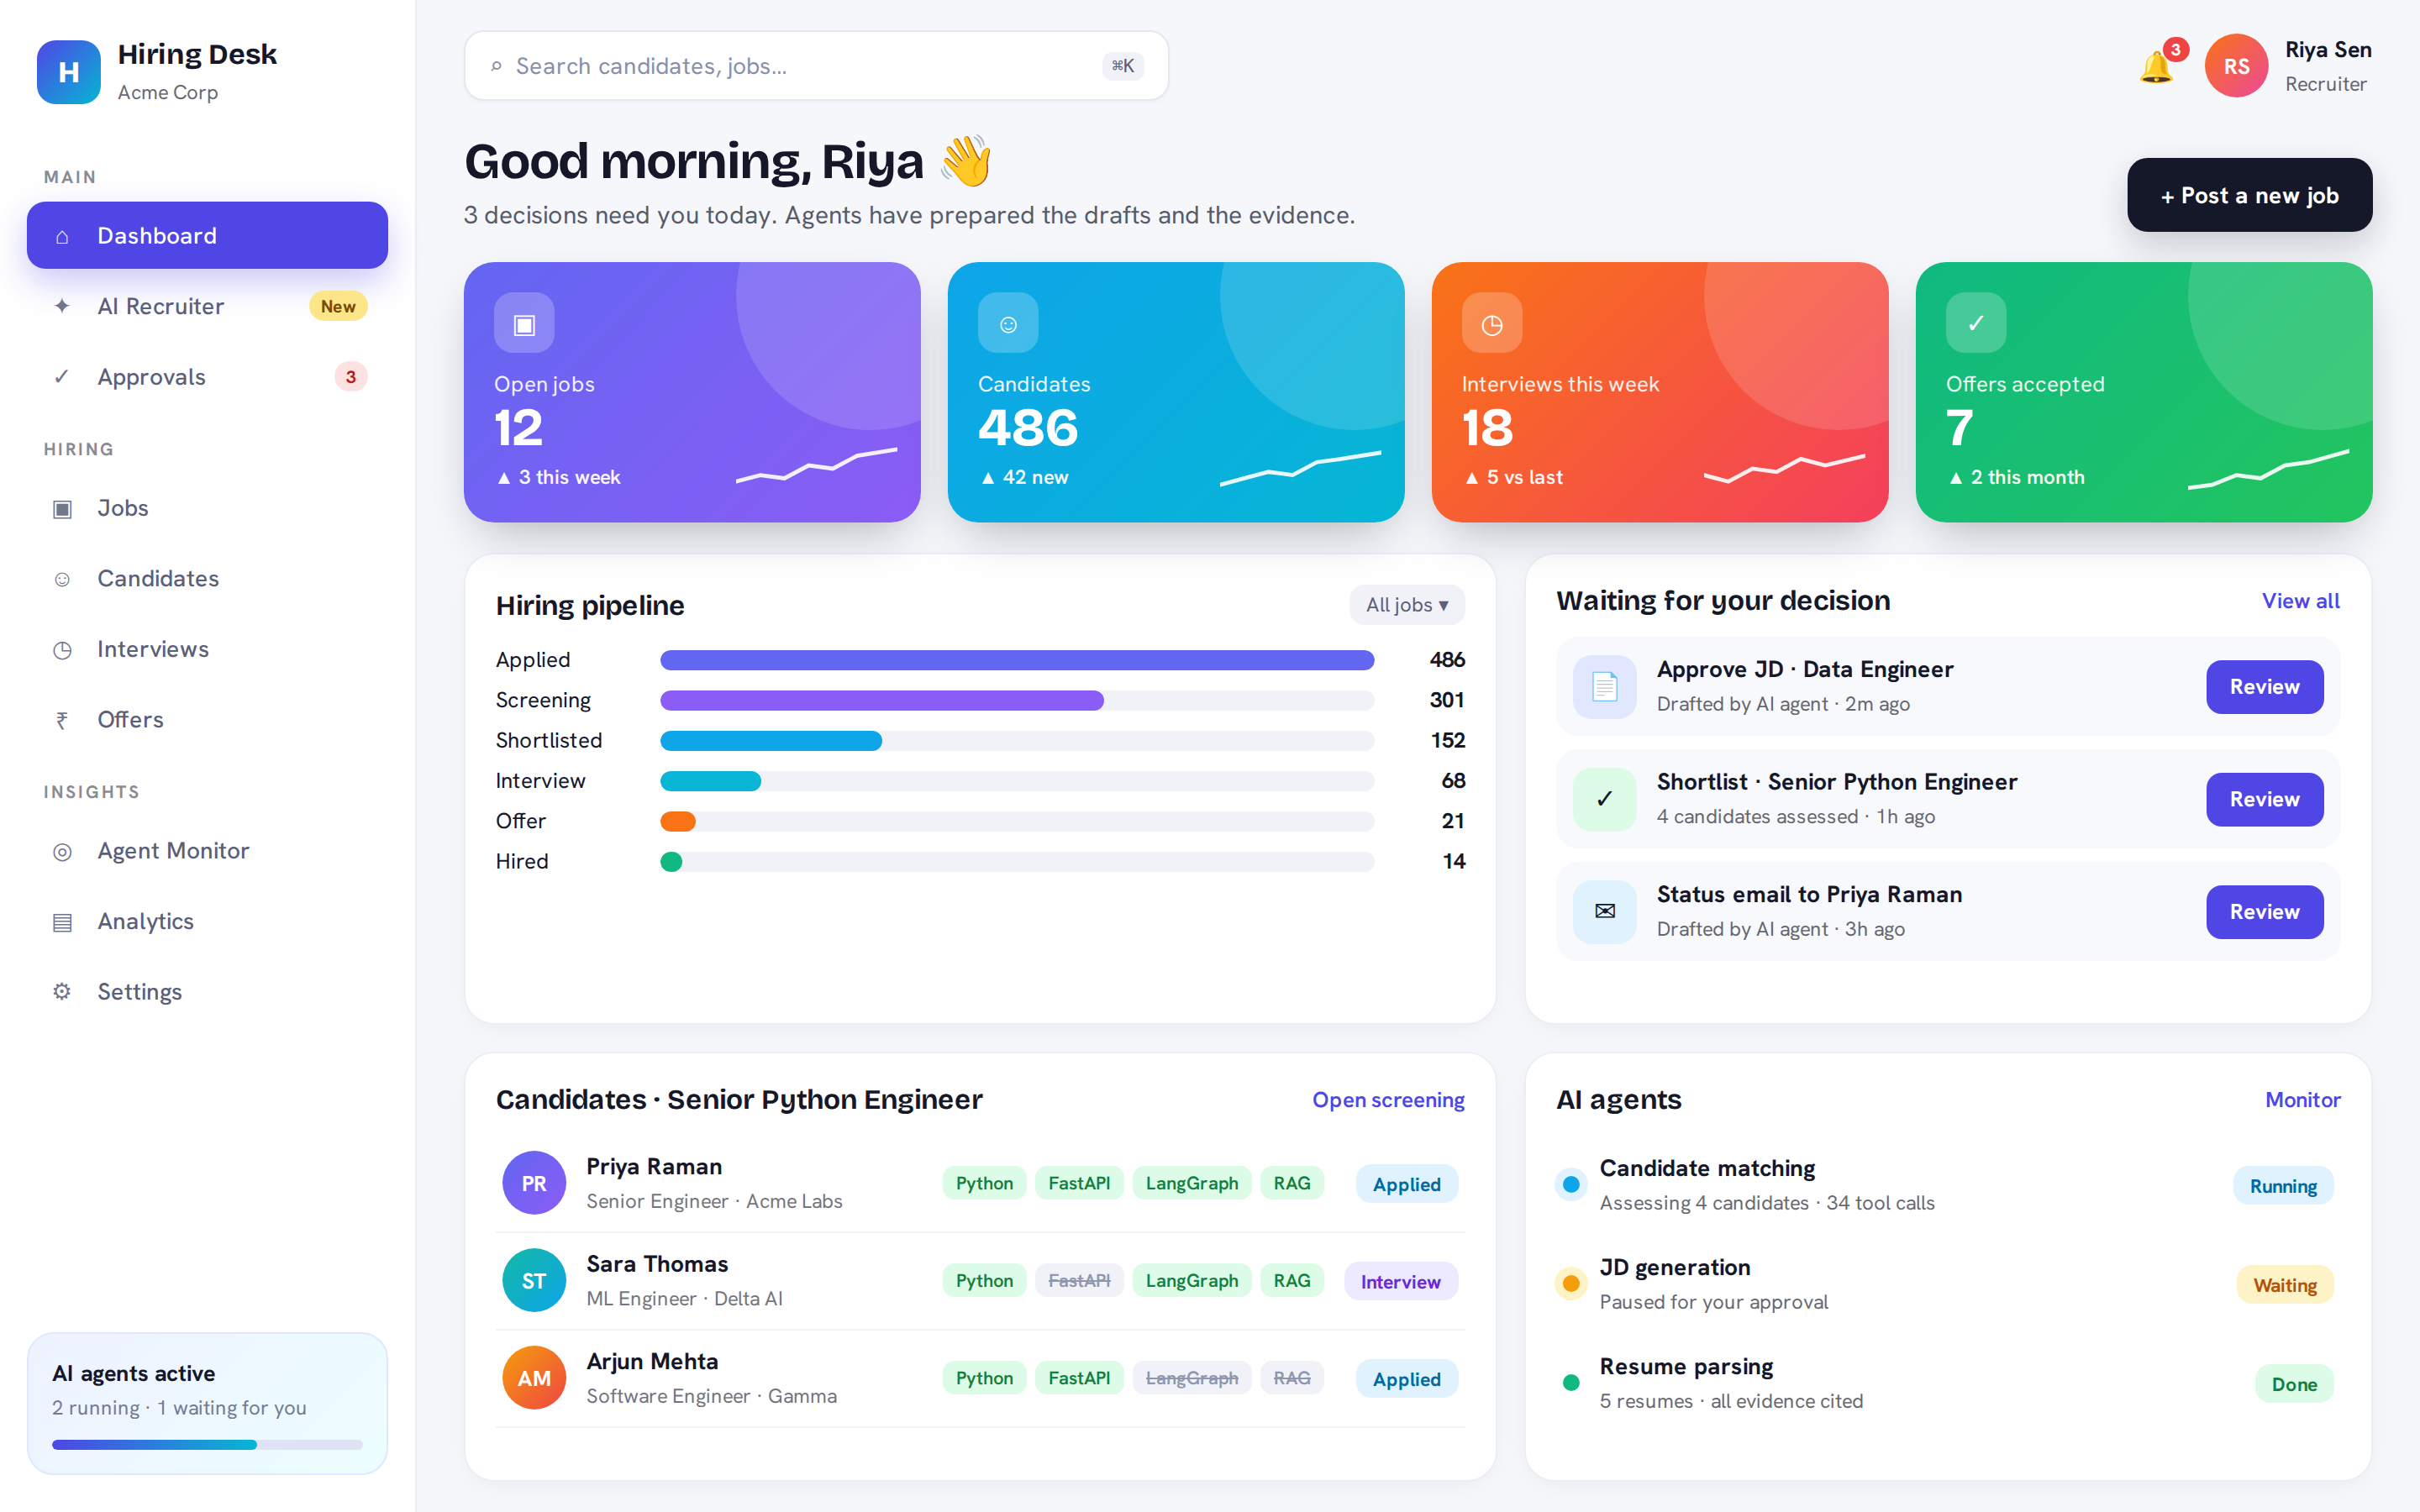 H
Hiring Desk
Acme Corp
MAIN
⌂ Dashboard
✦ AI Recruiter New
✓ Approvals 3
HIRING
▣ Jobs
☺ Candidates
◷ Interviews
₹ Offers
INSIGHTS
◎ Agent Monitor
▤ Analytics
⚙ Settings
AI agents active
2 running · 1 waiting for you
⌕ Search candidates, jobs... ⌘K
🔔 3
RS
Riya Sen
Recruiter
Good morning, Riya 👋
3 decisions need you today. Agents have prepared the drafts and the evidence.
+ Post a new job
▣
Open jobs
12
▲ 3 this week
☺
Candidates
486
▲ 42 new
◷
Interviews this week
18
▲ 5 vs last
✓
Offers accepted
7
▲ 2 this month
Hiring pipeline All jobs ▾
Applied 486
Screening 301
Shortlisted 152
Interview 68
Offer 21
Hired 14
Waiting for your decision View all
Approve JD · Data Engineer
Drafted by AI agent · 2m ago
Review
✓
Shortlist · Senior Python Engineer
4 candidates assessed · 1h ago
Review
✉
Status email to Priya Raman
Drafted by AI agent · 3h ago
Review
Candidates · Senior Python Engineer Open screening
PR
Priya Raman
Senior Engineer · Acme Labs
Python FastAPI LangGraph RAG Applied
ST
Sara Thomas
ML Engineer · Delta AI
Python FastAPI LangGraph RAG Interview
AM
Arjun Mehta
Software Engineer · Gamma
Python FastAPI LangGraph RAG Applied
AI agents Monitor
Candidate matching
Assessing 4 candidates · 34 tool calls
Running
JD generation
Paused for your approval
Waiting
Resume parsing
5 resumes · all evidence cited
Done